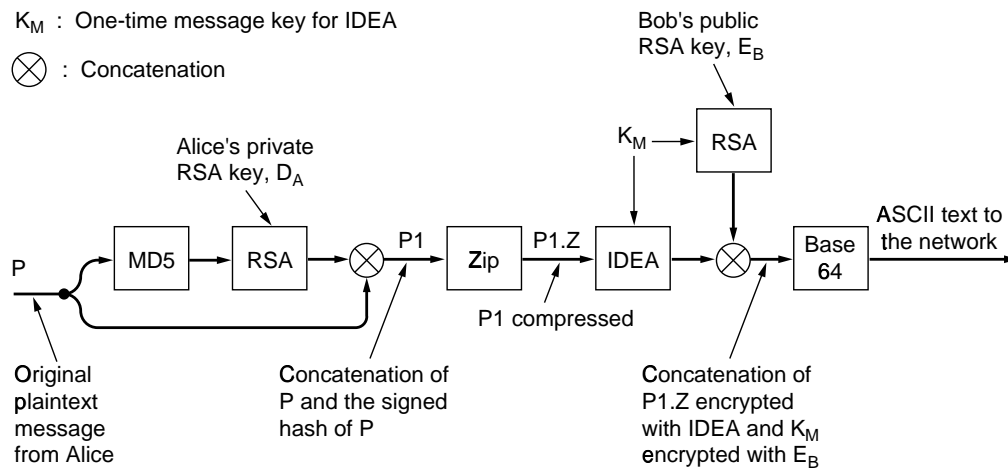 K_M : One-time message key for IDEA
⊗ : Concatenation
Bob's public
RSA key, E_B
Alice's private
RSA key, D_A
K_M
RSA
P
MD5
RSA
P1
Zip
P1.Z
IDEA
Base
64
ASCII text to
the network
P1 compressed
Original
plaintext
message
from Alice
Concatenation of
P and the signed
hash of P
Concatenation of
P1.Z encrypted
with IDEA and K_M
encrypted with E_B